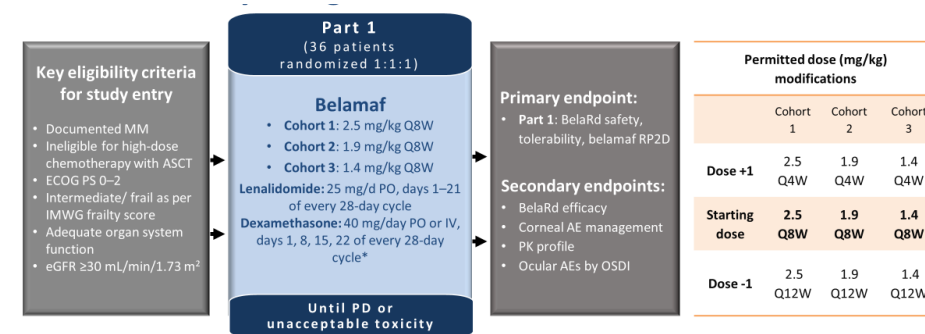 Key eligibility criteria
for study entry
• Documented MM
• Ineligible for high-dose
chemotherapy with ASCT
• ECOG PS 0–2
• Intermediate/ frail as per
IMWG frailty score
• Adequate organ system
function
• eGFR ≥30 mL/min/1.73 m²
Part 1
(36 patients
randomized 1:1:1)
Belamaf
• Cohort 1: 2.5 mg/kg Q8W
• Cohort 2: 1.9 mg/kg Q8W
• Cohort 3: 1.4 mg/kg Q8W
Lenalidomide: 25 mg/d PO, days 1–21
of every 28-day cycle
Dexamethasone: 40 mg/day PO or IV,
days 1, 8, 15, 22 of every 28-day
cycle*
Until PD or
unacceptable toxicity
Primary endpoint:
• Part 1: BelaRd safety,
tolerability, belamaf RP2D
Secondary endpoints:
• BelaRd efficacy
• Corneal AE management
• PK profile
• Ocular AEs by OSDI
Permitted dose (mg/kg)
modifications
Cohort 1 Cohort 2 Cohort 3
Dose +1 2.5 Q4W 1.9 Q4W 1.4 Q4W
Starting dose 2.5 Q8W 1.9 Q8W 1.4 Q8W
Dose -1 2.5 Q12W 1.9 Q12W 1.4 Q12W